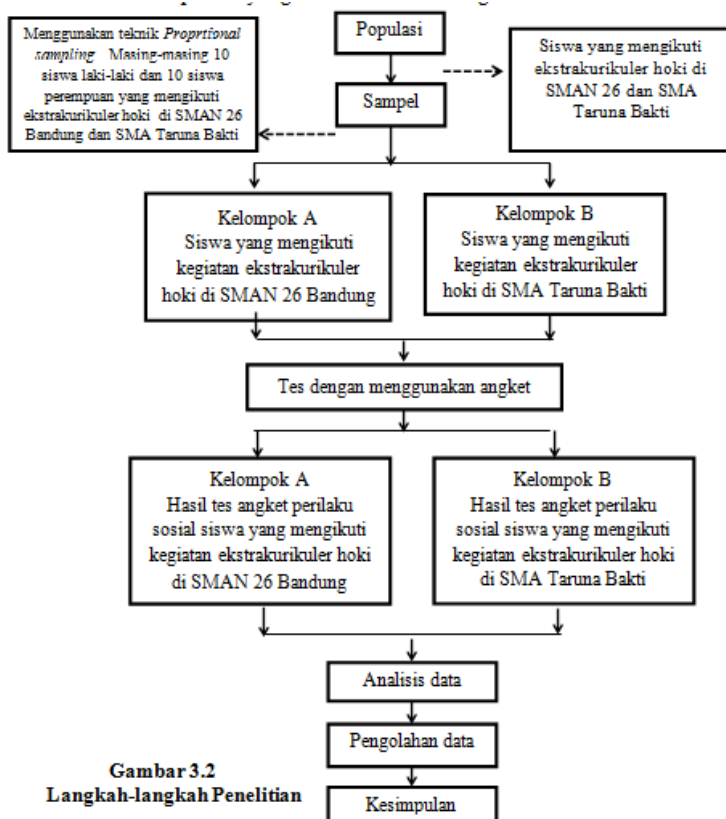 Menggunakan teknik Proprtional
sampling Masing-masing 10
siswa laki-laki dan 10 siswa
perempuan yang mengikuti
ekstrakurikuler hoki di SMAN 26
Bandung dan SMA Taruna Bakti
Populasi
Siswa yang mengikuti
ekstrakurikuler hoki di
SMAN 26 dan SMA
Taruna Bakti
Sampel
Kelompok A
Siswa yang mengikuti
kegiatan ekstrakurikuler
hoki di SMAN 26 Bandung
Kelompok B
Siswa yang mengikuti
kegiatan ekstrakurikuler
hoki di SMA Taruna Bakti
Tes dengan menggunakan angket
Kelompok A
Hasil tes angket perilaku
sosial siswa yang mengikuti
kegiatan ekstrakurikuler hoki
di SMAN 26 Bandung
Kelompok B
Hasil tes angket perilaku
sosial siswa yang mengikuti
kegiatan ekstrakurikuler hoki
di SMA Taruna Bakti
Analisis data
Pengolahan data
Kesimpulan
Gambar 3.2
Langkah-langkah Penelitian